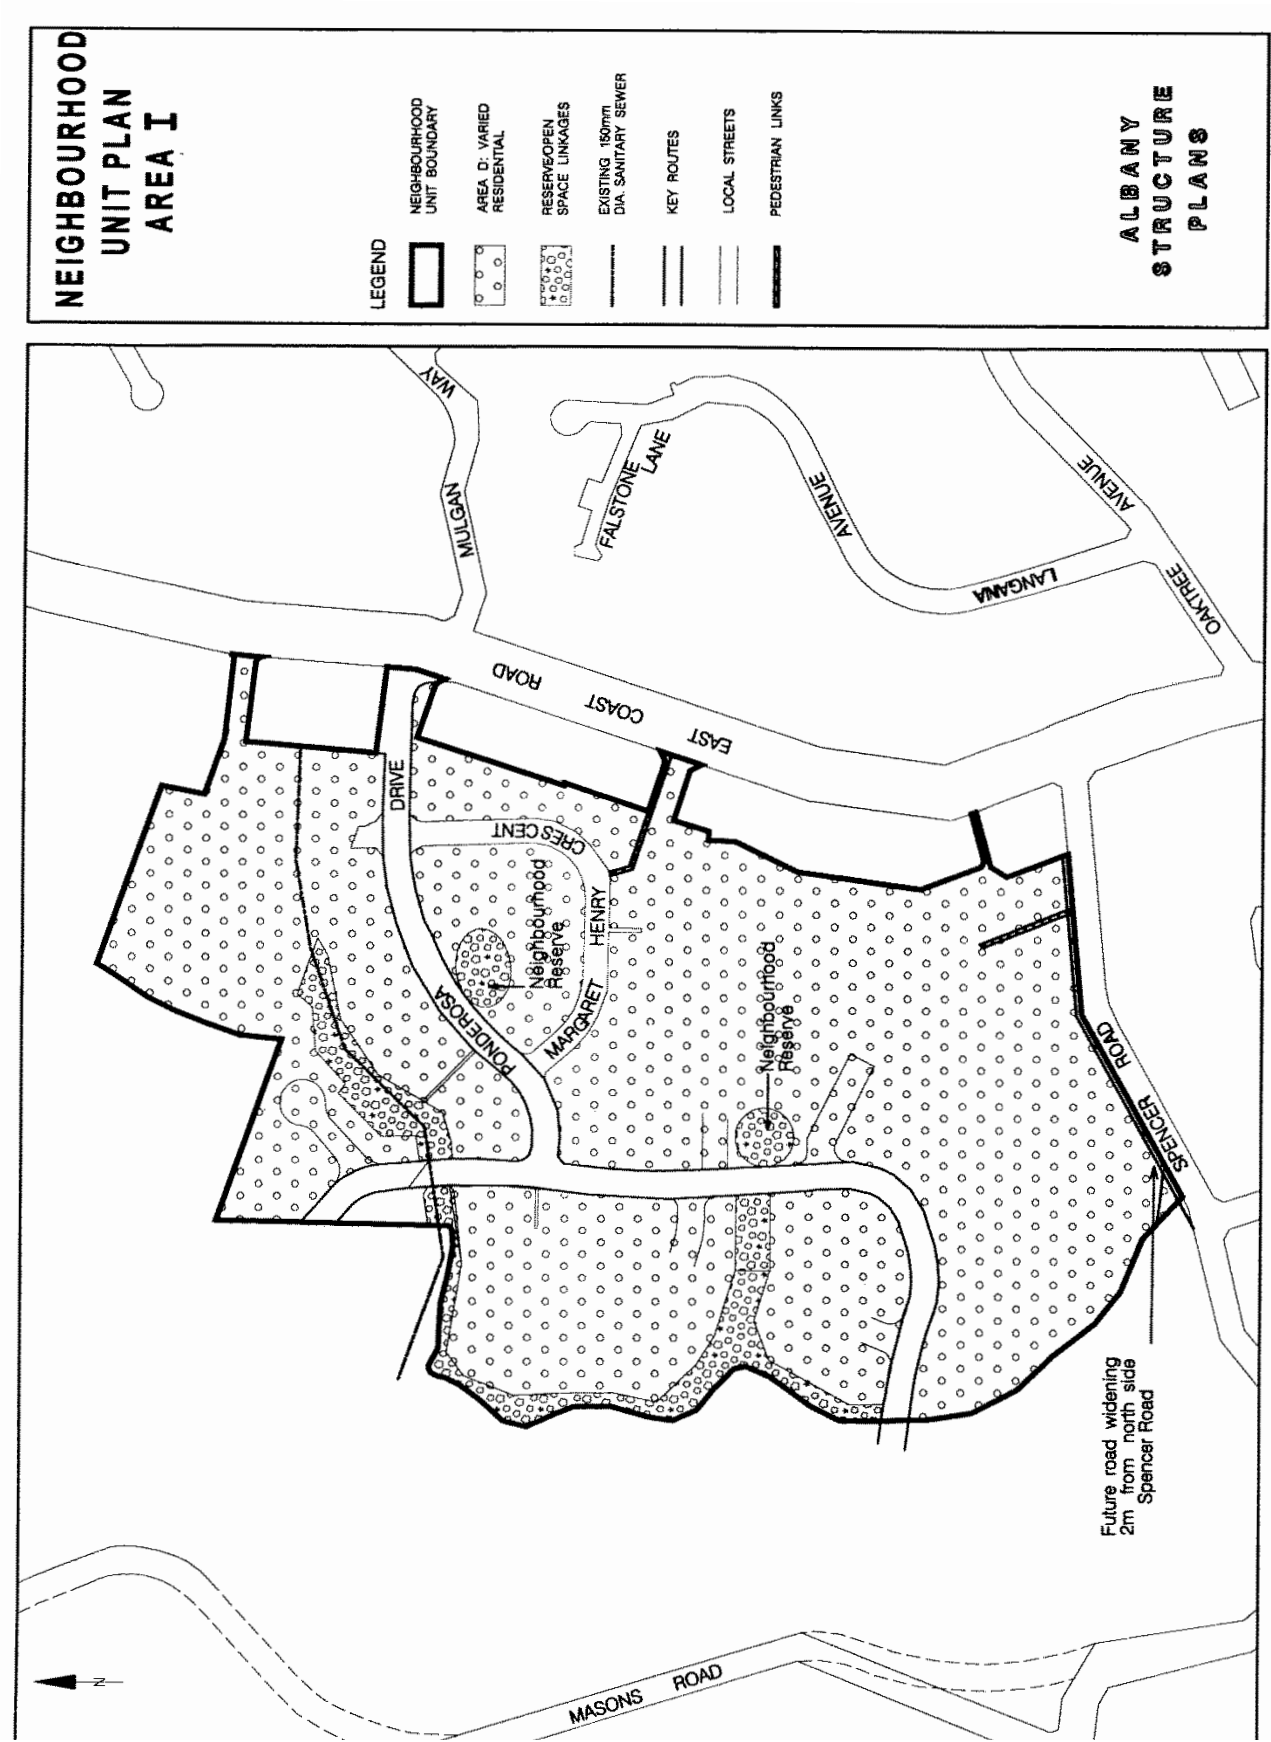 NEIGHBOURHOOD
UNIT PLAN
AREA I
LEGEND
NEIGHBOURHOOD
UNIT BOUNDARY
AREA D: VARIED
RESIDENTIAL
RESERVE/OPEN
SPACE LINKAGES
EXISTING 150mm
DIA. SANITARY SEWER
KEY ROUTES
LOCAL STREETS
PEDESTRIAN LINKS
ALBANY
STRUCTURE
PLANS
MULGAN
WAY
FALSTONE
LANE
LANGANA
AVENUE
OAKTREE
AVENUE
EAST
COAST
ROAD
PONDEROSA
DRIVE
MARGARET
HENRY
CRESCENT
Neighbourhood
Reserve
Neighbourhood
Reserve
SPENCER
ROAD
Future road widening
2m from north side
Spencer Road
MASONS
ROAD
N